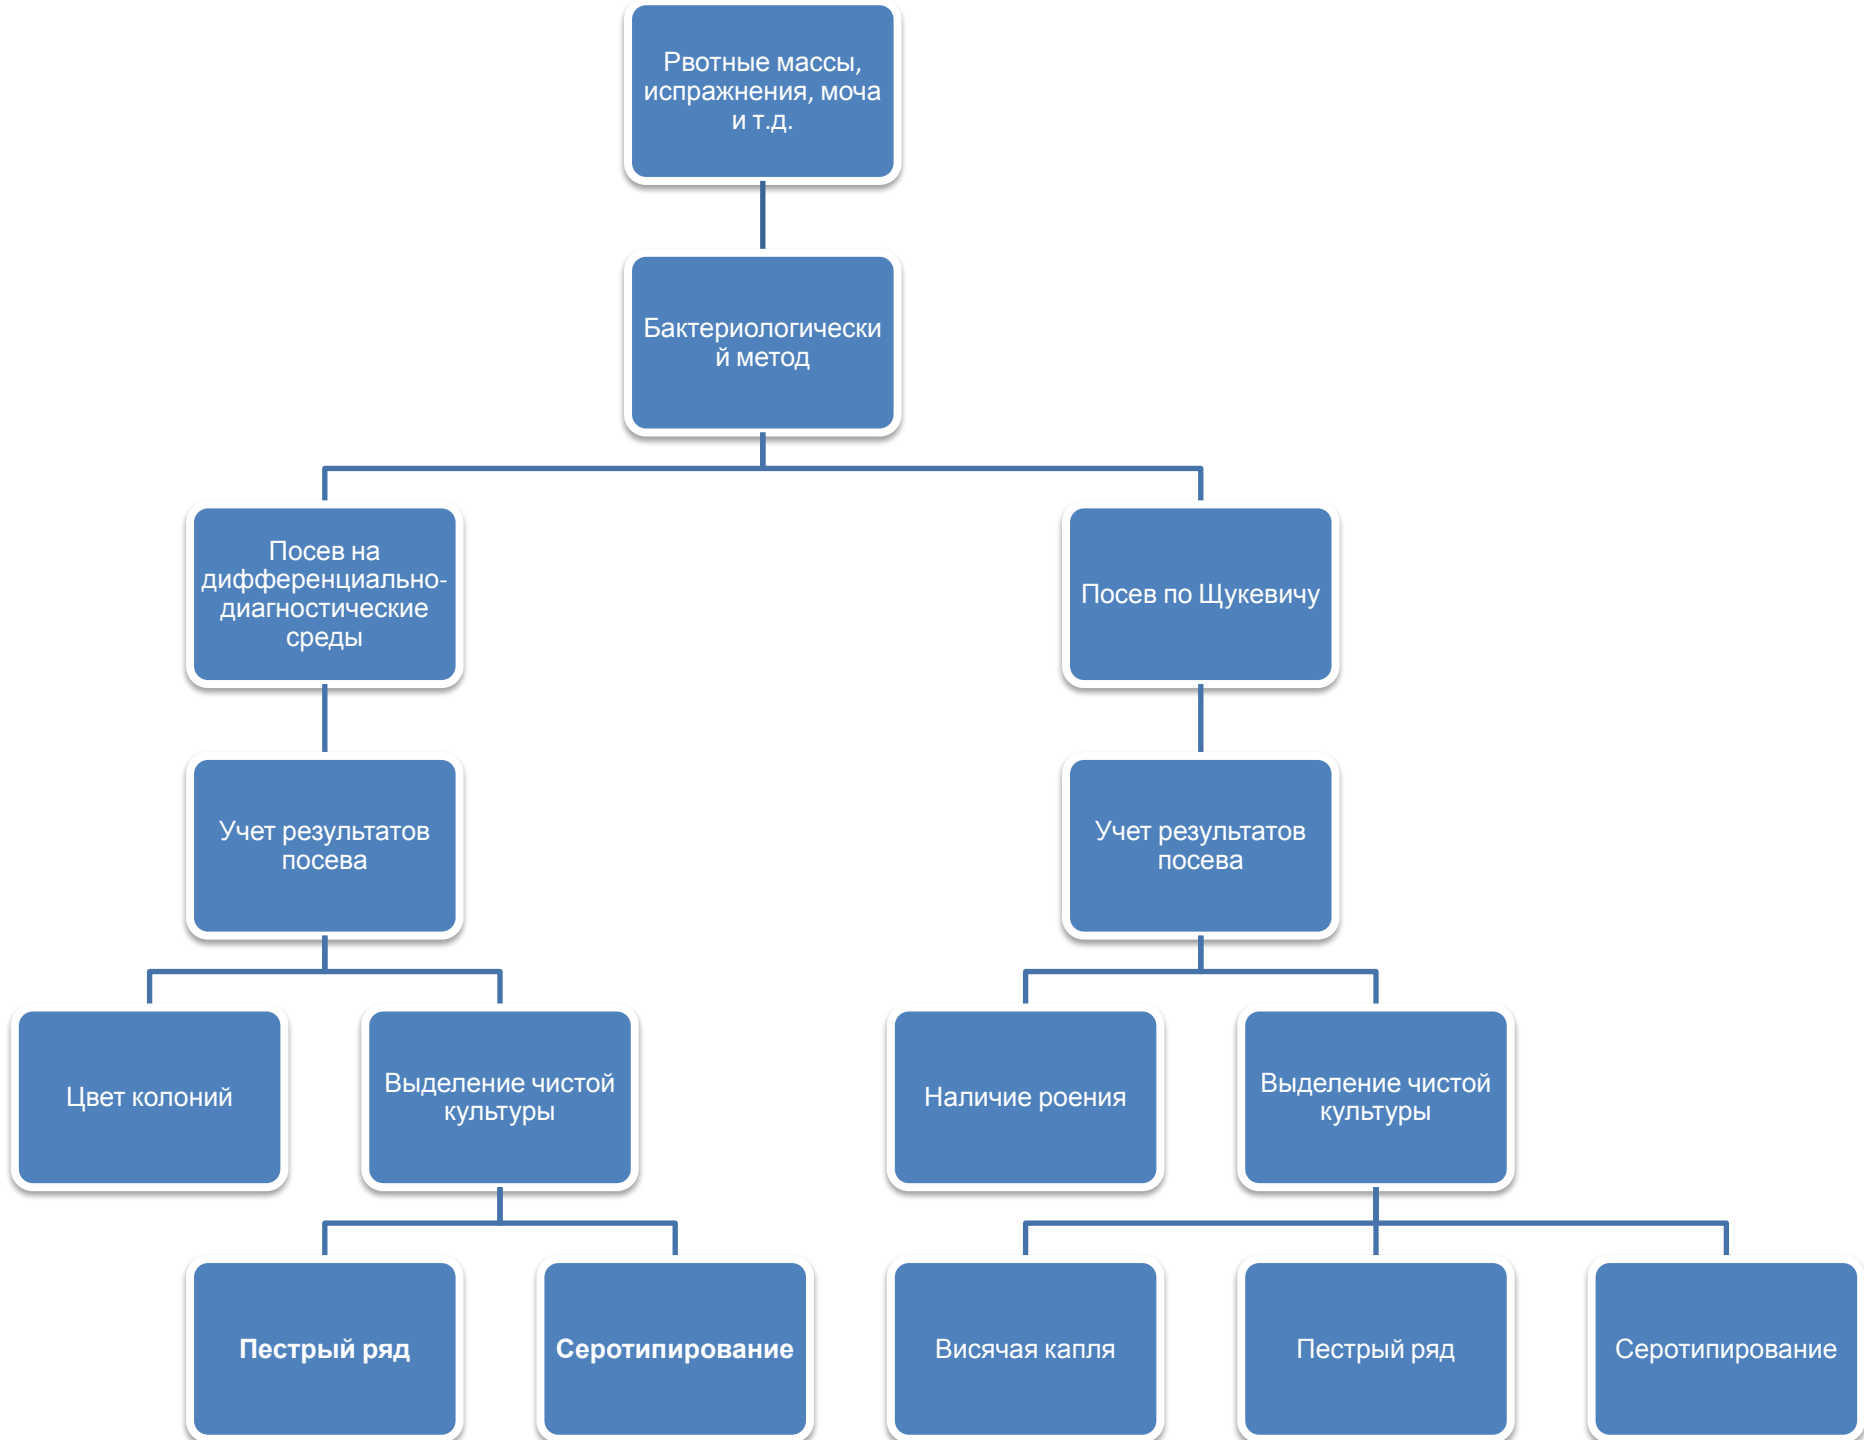 Рвотные массы,
испражнения, моча
и т.д.
Бактериологически
й метод
Посев на
дифференциально-
диагностические
среды
Посев по Щукевичу
Учет результатов
посева
Учет результатов
посева
Цвет колоний
Выделение чистой
культуры
Наличие роения
Выделение чистой
культуры
Пестрый ряд
Серотипирование
Висячая капля
Пестрый ряд
Серотипирование